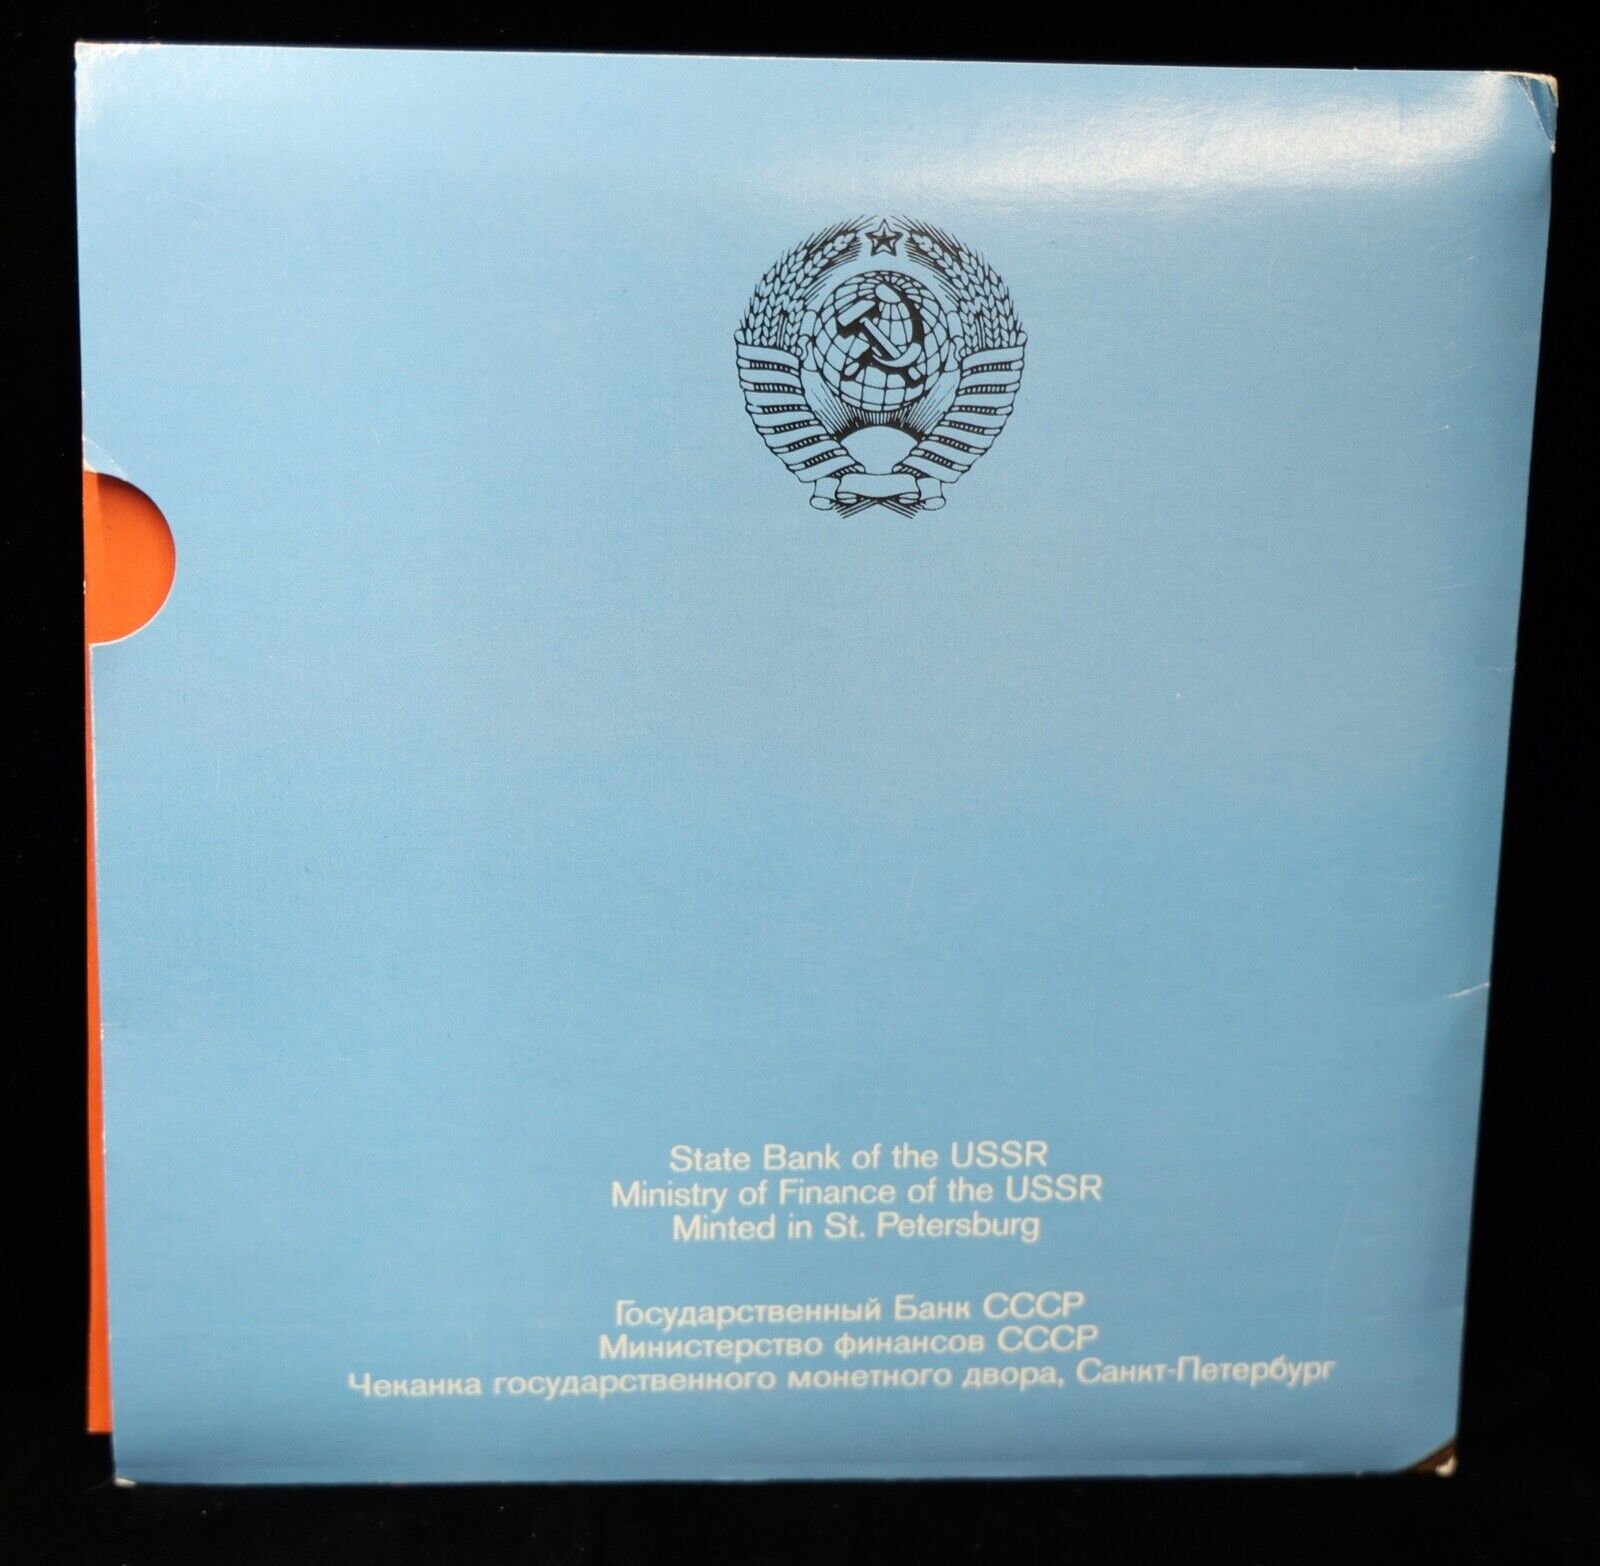 State Bank of the USSR
Ministry of Finance of the USSR
Minted in St. Petersburg
Государственный Банк СССР
Министерство финансов СССР
Чеканка государственного монетного двора, Санкт-Петербург